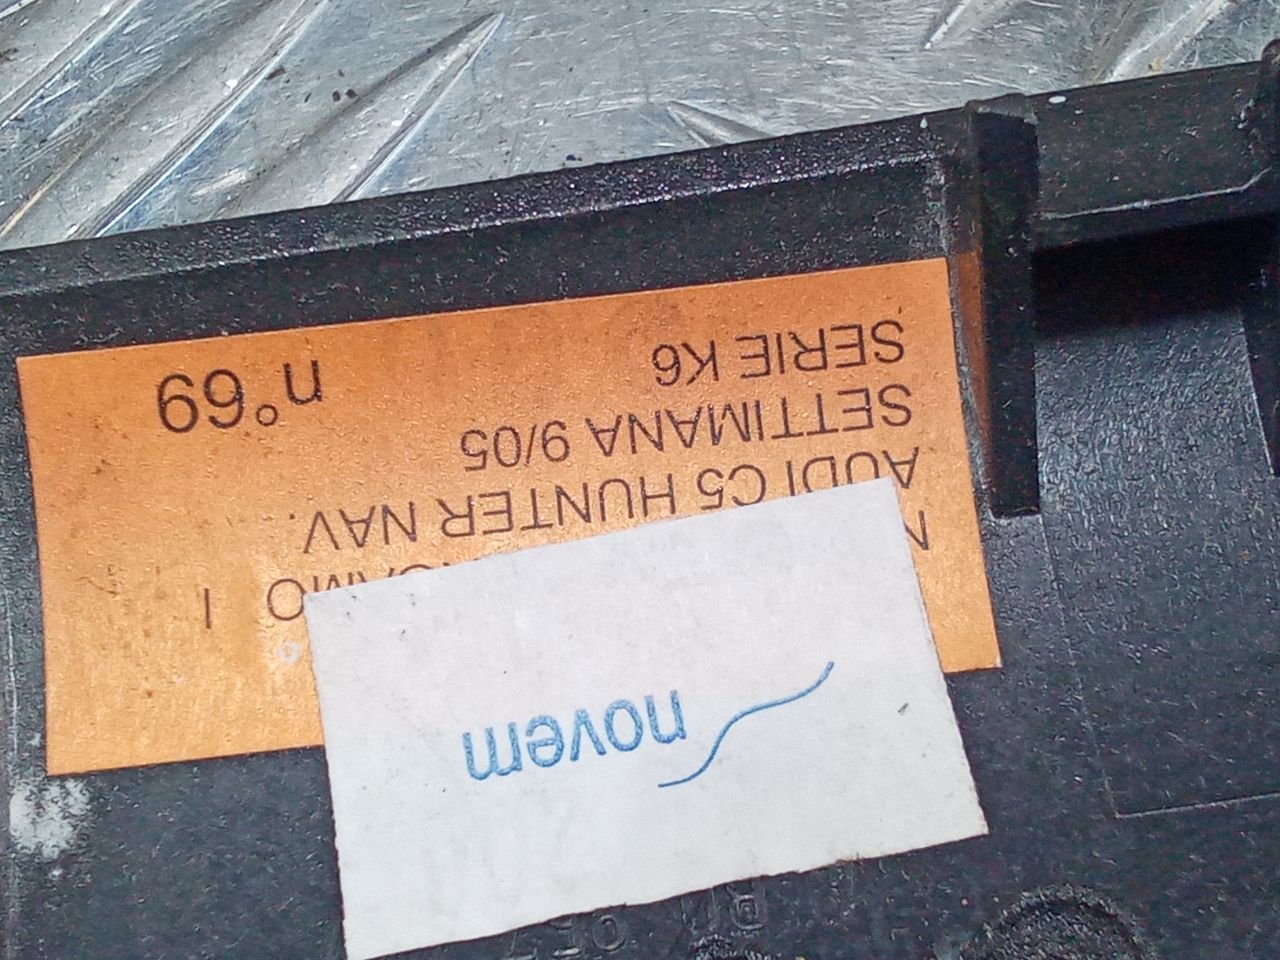 novem
I
AUDI C5 HUNTER NAV.
SETTIMANA 9/05
SERIE K6 n°69